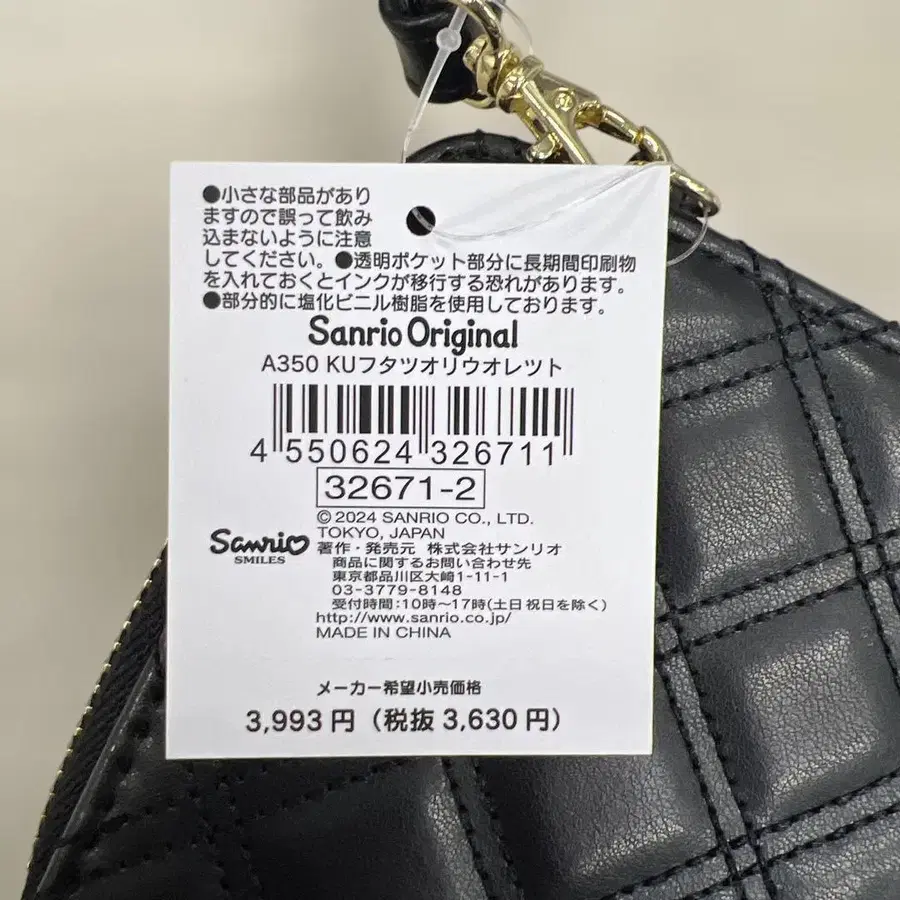 ●小さな部品があり
ますので誤って飲み
込まないように注意
してください。●透明ポケット部分に長期間印刷物
を入れておくとインクが移行する恐れがあります。
●部分的に塩化ビニル樹脂を使用しております。
Sanrio Original
A350 KUフタツオリウオレツト
4 550624 326711
32671-2
© 2024 SANRIO CO., LTD.
TOKYO, JAPAN
Sanrio
SMILES
著作・発売元 株式会社サンリオ
商品に関するお問い合わせ先
東京都品川区大崎1-11-1
03-3779-8148
受付時間:10時～17時(土日祝日を除く)
http://www.sanrio.co.jp/
MADE IN CHINA
メーカー希望小売価格
3,993円（税抜3,630円）